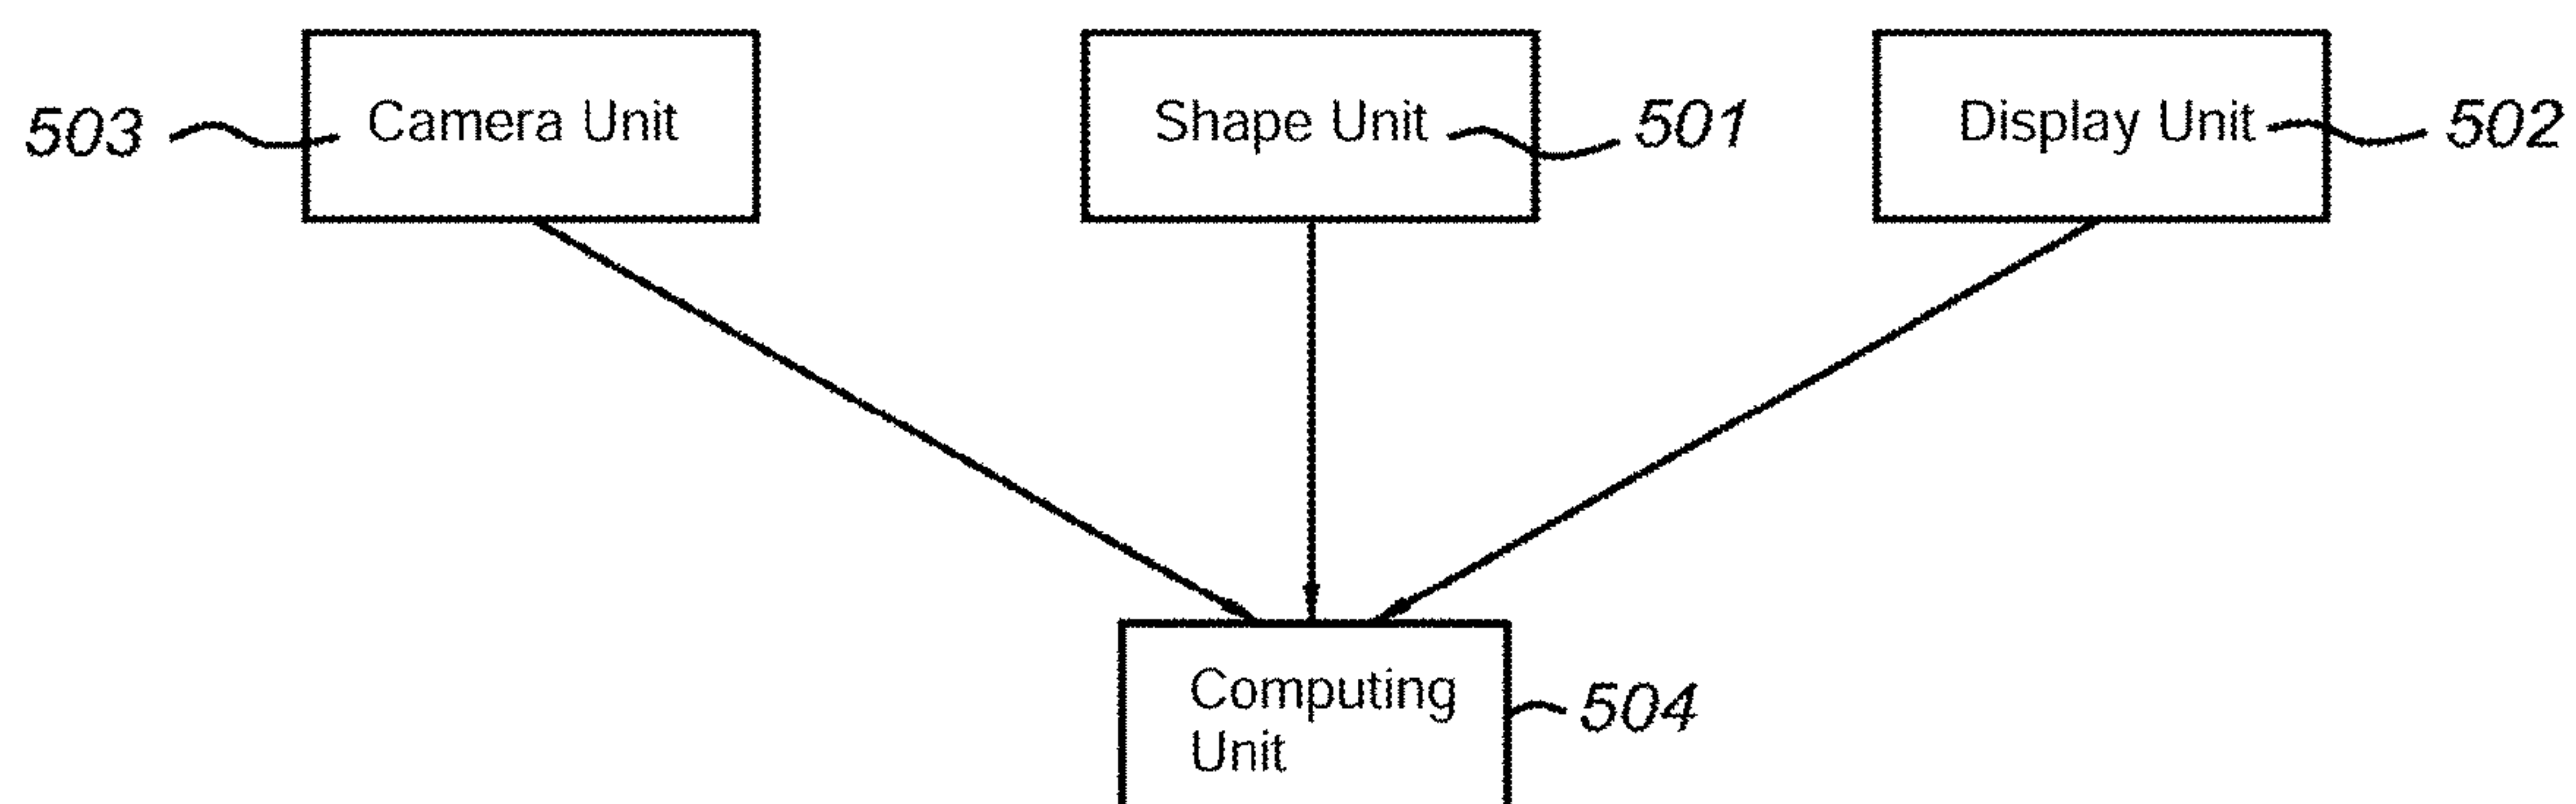 503
Camera Unit
Shape Unit
501
Display Unit
502
Computing
Unit
504